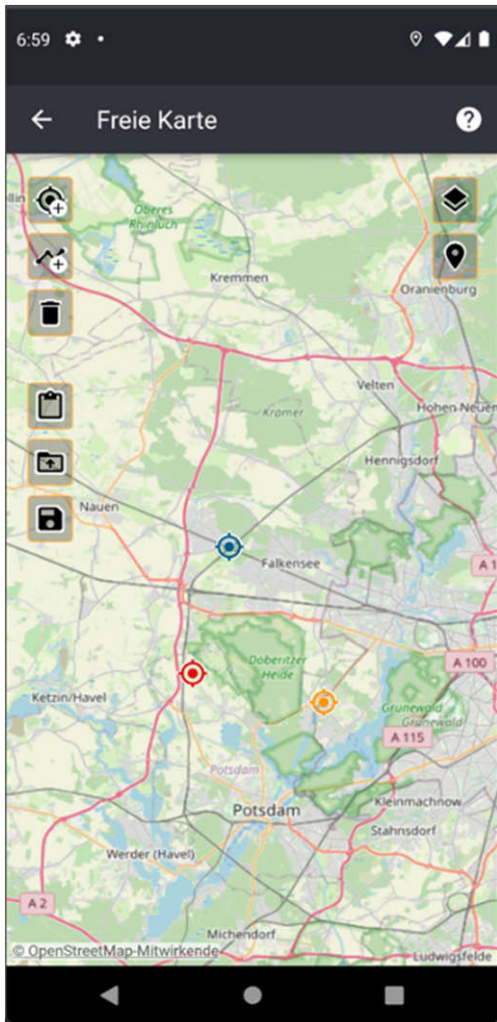 6:59
Freie Karte
Oberes
Rhinluch
Kremmen
Oranienburg
Velten
Krämer
Hohen Neuen
Hennigsdorf
Nauen
Falkensee
A 1
Döberitzer
Heide
A 100
Ketzin/Havel
Grunewald
Grunewald
A 115
Potsdam
Potsdam
Kleinmachnow
Stahnsdorf
Werder (Havel)
A 2
Michendorf
© OpenStreetMap-Mitwirkende
Ludwigsfelde